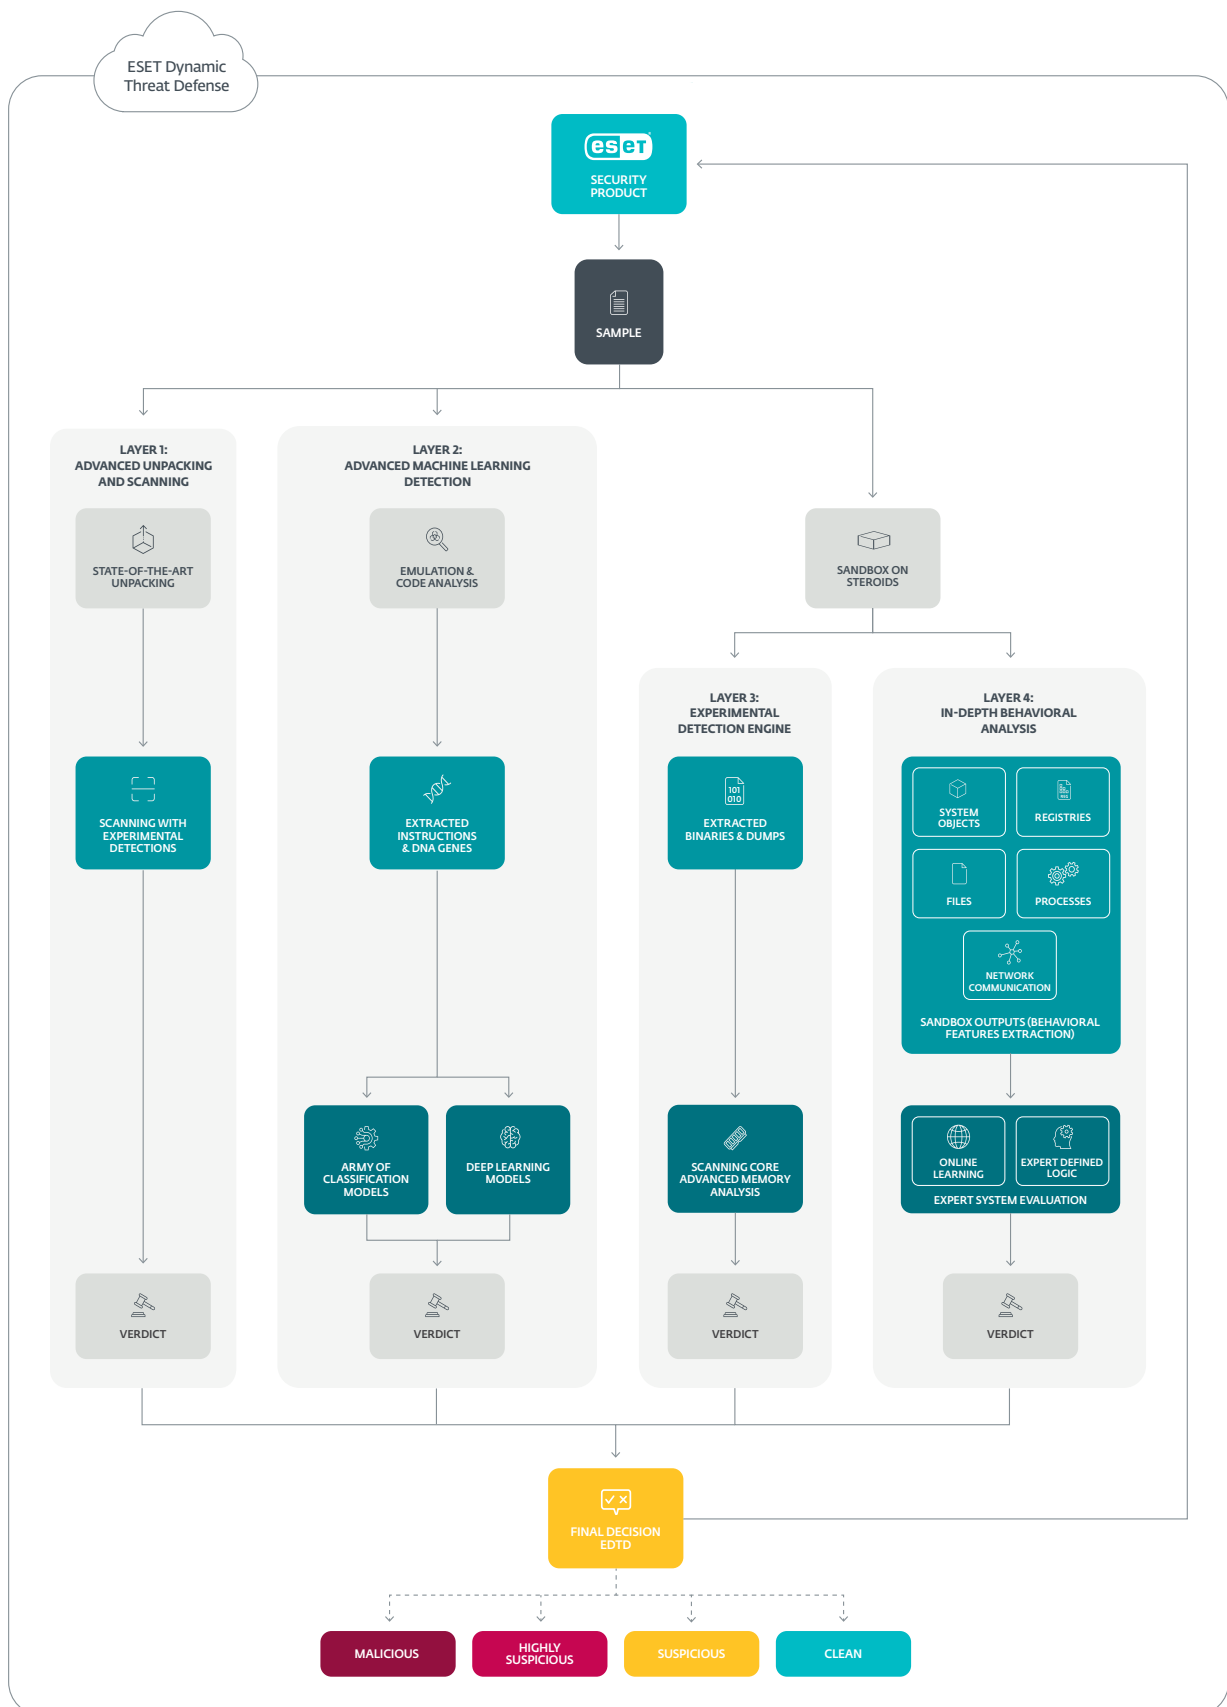 ESET Dynamic
Threat Defense
eset
SECURITY
PRODUCT
SAMPLE
LAYER 1:
ADVANCED UNPACKING
AND SCANNING
STATE-OF-THE-ART
UNPACKING
SCANNING WITH
EXPERIMENTAL
DETECTIONS
VERDICT
LAYER 2:
ADVANCED MACHINE LEARNING
DETECTION
EMULATION &
CODE ANALYSIS
EXTRACTED
INSTRUCTIONS
& DNA GENES
ARMY OF
CLASSIFICATION
MODELS
DEEP LEARNING
MODELS
VERDICT
SANDBOX ON
STEROIDS
LAYER 3:
EXPERIMENTAL
DETECTION ENGINE
101
010
EXTRACTED
BINARIES & DUMPS
SCANNING CORE
ADVANCED MEMORY
ANALYSIS
VERDICT
LAYER 4:
IN-DEPTH BEHAVIORAL
ANALYSIS
SYSTEM
OBJECTS
REGISTRIES
FILES
PROCESSES
NETWORK
COMMUNICATION
SANDBOX OUTPUTS (BEHAVIORAL
FEATURES EXTRACTION)
ONLINE
LEARNING
EXPERT DEFINED
LOGIC
EXPERT SYSTEM EVALUATION
VERDICT
FINAL DECISION
EDTD
MALICIOUS
HIGHLY
SUSPICIOUS
SUSPICIOUS
CLEAN